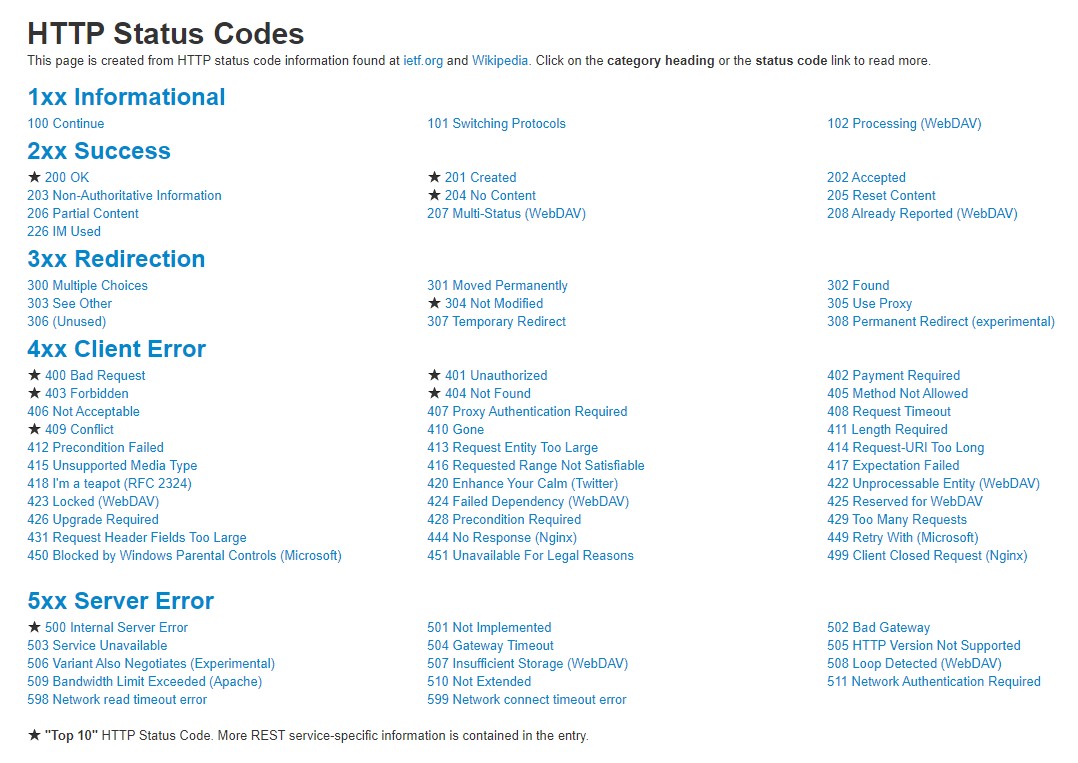 HTTP Status Codes
This page is created from HTTP status code information found at ietf.org and Wikipedia. Click on the category heading or the status code link to read more.
1xx Informational
100 Continue 101 Switching Protocols 102 Processing (WebDAV)
2xx Success
★ 200 OK ★ 201 Created 202 Accepted
203 Non-Authoritative Information ★ 204 No Content 205 Reset Content
206 Partial Content 207 Multi-Status (WebDAV) 208 Already Reported (WebDAV)
226 IM Used
3xx Redirection
300 Multiple Choices 301 Moved Permanently 302 Found
303 See Other ★ 304 Not Modified 305 Use Proxy
306 (Unused) 307 Temporary Redirect 308 Permanent Redirect (experimental)
4xx Client Error
★ 400 Bad Request ★ 401 Unauthorized 402 Payment Required
★ 403 Forbidden ★ 404 Not Found 405 Method Not Allowed
406 Not Acceptable 407 Proxy Authentication Required 408 Request Timeout
★ 409 Conflict 410 Gone 411 Length Required
412 Precondition Failed 413 Request Entity Too Large 414 Request-URI Too Long
415 Unsupported Media Type 416 Requested Range Not Satisfiable 417 Expectation Failed
418 I'm a teapot (RFC 2324) 420 Enhance Your Calm (Twitter) 422 Unprocessable Entity (WebDAV)
423 Locked (WebDAV) 424 Failed Dependency (WebDAV) 425 Reserved for WebDAV
426 Upgrade Required 428 Precondition Required 429 Too Many Requests
431 Request Header Fields Too Large 444 No Response (Nginx) 449 Retry With (Microsoft)
450 Blocked by Windows Parental Controls (Microsoft) 451 Unavailable For Legal Reasons 499 Client Closed Request (Nginx)
5xx Server Error
★ 500 Internal Server Error 501 Not Implemented 502 Bad Gateway
503 Service Unavailable 504 Gateway Timeout 505 HTTP Version Not Supported
506 Variant Also Negotiates (Experimental) 507 Insufficient Storage (WebDAV) 508 Loop Detected (WebDAV)
509 Bandwidth Limit Exceeded (Apache) 510 Not Extended 511 Network Authentication Required
598 Network read timeout error 599 Network connect timeout error
★ "Top 10" HTTP Status Code. More REST service-specific information is contained in the entry.